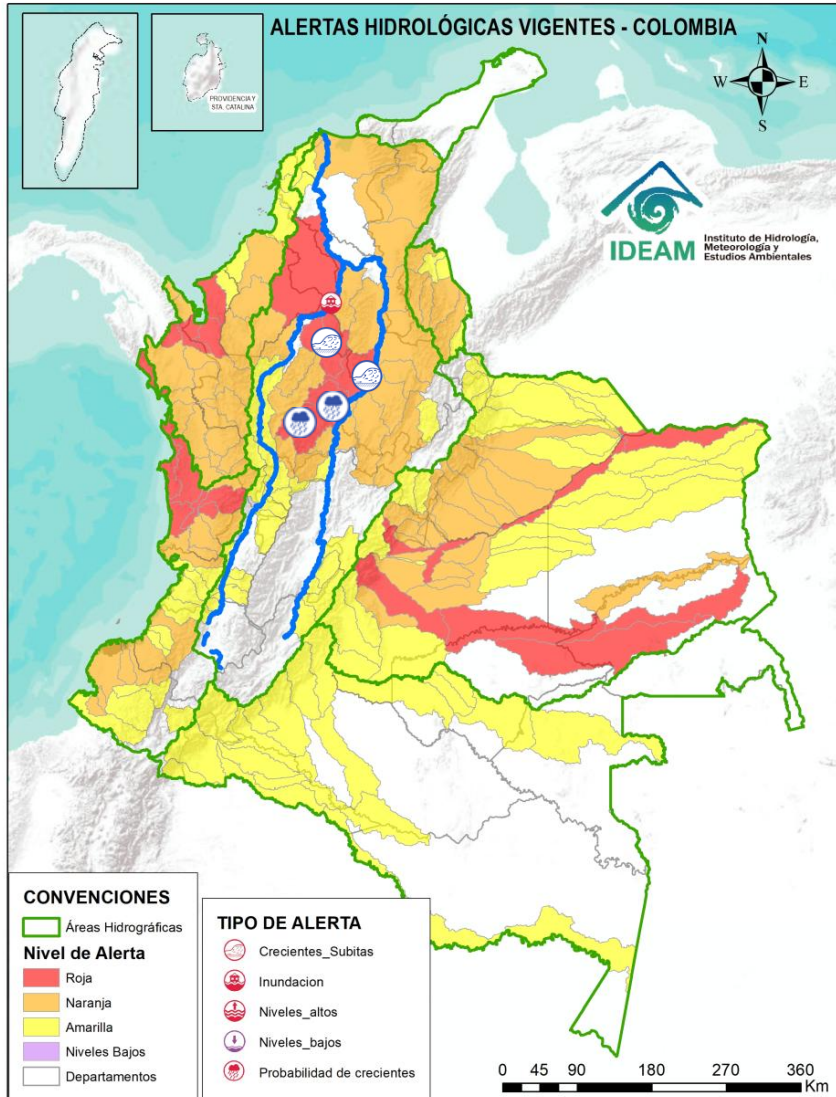 ALERTAS HIDROLÓGICAS VIGENTES - COLOMBIA
PROVIDENCIA Y
STA. CATALINA
N
W
E
S
IDEAM
Instituto de Hidrología,
Meteorología y
Estudios Ambientales
CONVENCIONES
Áreas Hidrográficas
Nivel de Alerta
Roja
Naranja
Amarilla
Niveles Bajos
Departamentos
TIPO DE ALERTA
Crecientes_Subitas
Inundacion
Niveles_altos
Niveles_bajos
Probabilidad de crecientes
0 45 90 180 270 360
Km